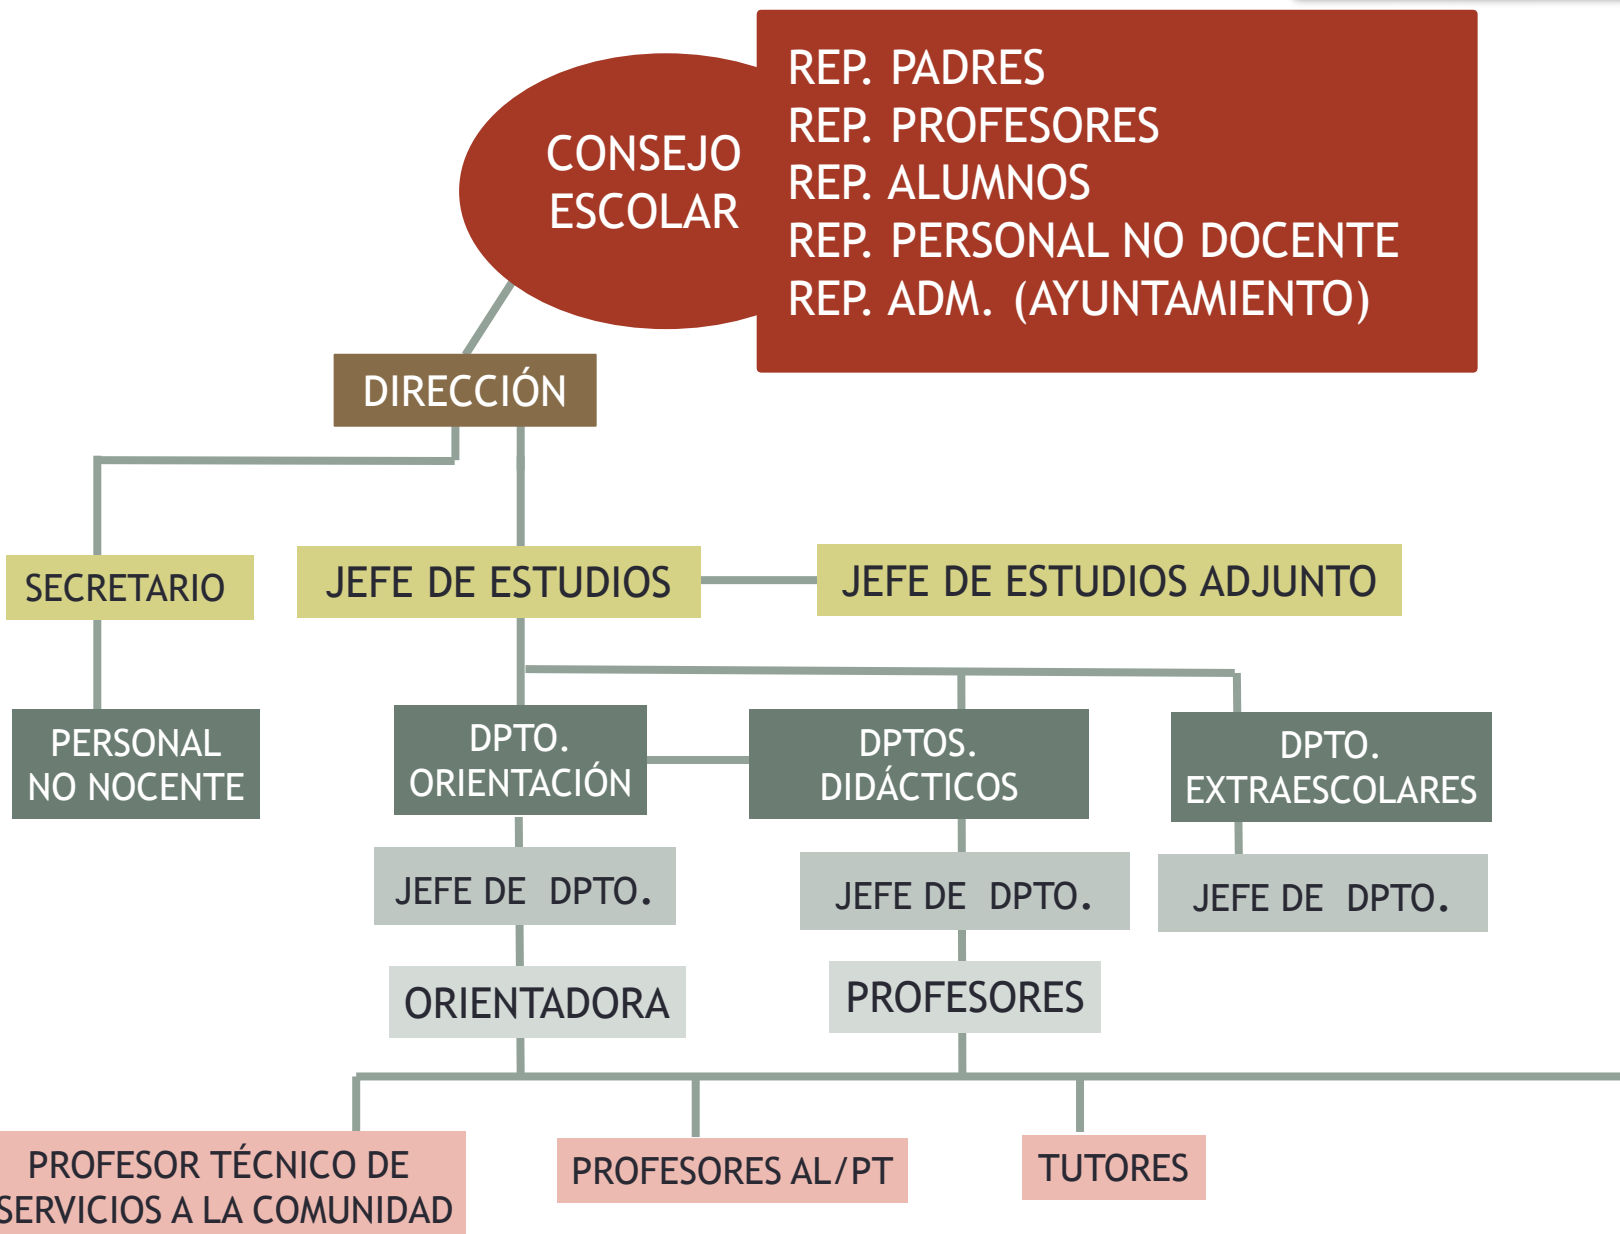 CONSEJO
ESCOLAR
REP. PADRES
REP. PROFESORES
REP. ALUMNOS
REP. PERSONAL NO DOCENTE
REP. ADM. (AYUNTAMIENTO)
DIRECCIÓN
SECRETARIO
JEFE DE ESTUDIOS
JEFE DE ESTUDIOS ADJUNTO
PERSONAL
NO NOCENTE
DPTO.
ORIENTACIÓN
DPTOS.
DIDÁCTICOS
DPTO.
EXTRAESCOLARES
JEFE DE DPTO.
JEFE DE DPTO.
JEFE DE DPTO.
ORIENTADORA
PROFESORES
PROFESOR TÉCNICO DE
SERVICIOS A LA COMUNIDAD
PROFESORES AL/PT
TUTORES